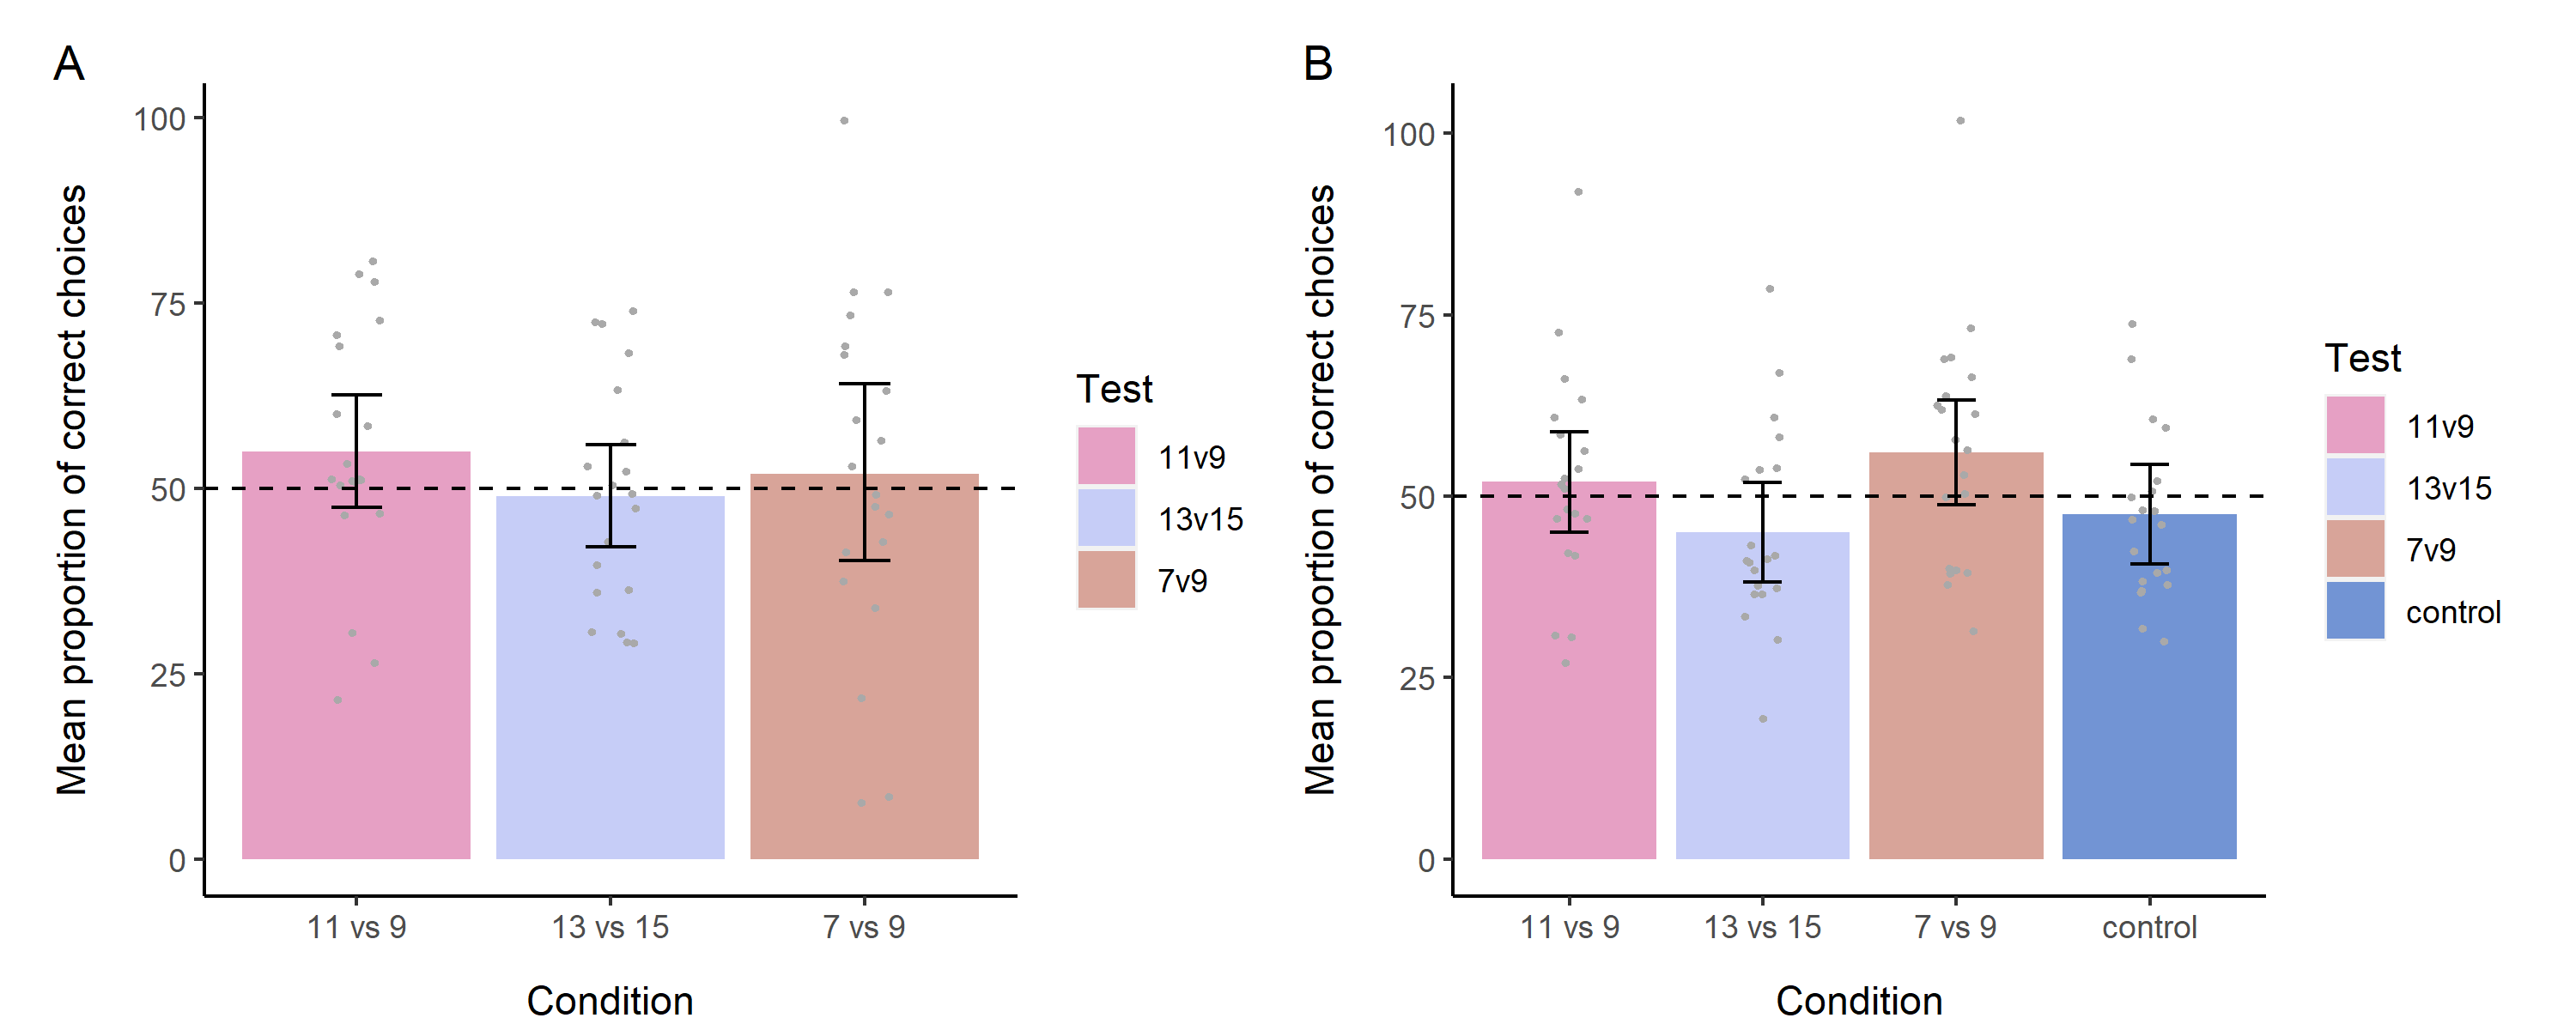 A
Mean proportion of correct choices
100
75
50
25
0
11 vs 9
13 vs 15
7 vs 9
Condition
Test
11v9
13v15
7v9
B
Mean proportion of correct choices
100
75
50
25
0
11 vs 9
13 vs 15
7 vs 9
control
Condition
Test
11v9
13v15
7v9
control